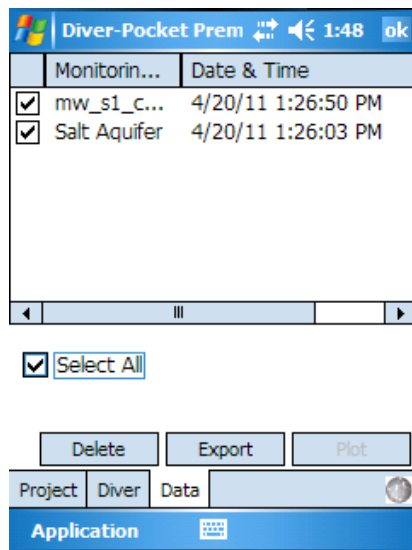 Diver-Pocket Prem 1:48 ok
Monitorin... Date & Time
mw_s1_c... 4/20/11 1:26:50 PM
Salt Aquifer 4/20/11 1:26:03 PM
Select All
Delete Export Plot
Project Diver Data
Application